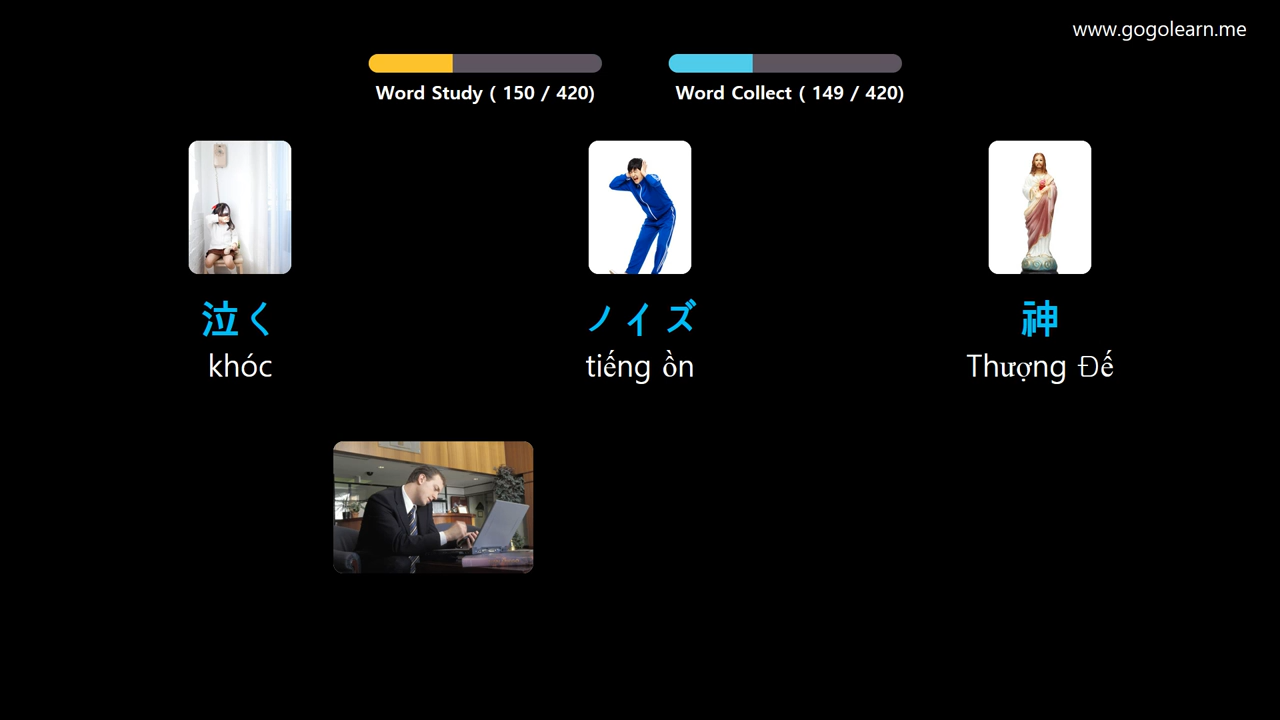 www.gogolearn.me
Word Study ( 150 / 420)
Word Collect ( 149 / 420)
泣く
ノイズ
神
khóc
tiếng ồn
Thượng Đế